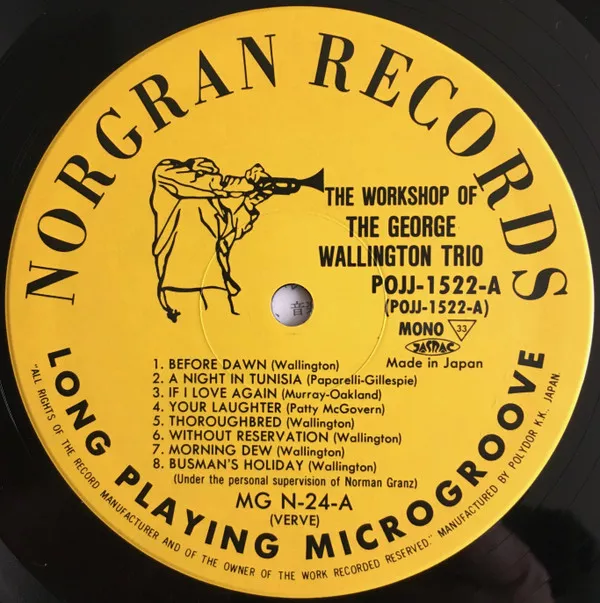 NORGRAN RECORDS
THE WORKSHOP OF
THE GEORGE
WALLINGTON TRIO
POJJ-1522-A
(POJJ-1522-A)
MONO 33
JASRAC
Made in Japan
音
1. BEFORE DAWN (Wallington)
2. A NIGHT IN TUNISIA (Paparelli-Gillespie)
3. IF I LOVE AGAIN (Murray-Oakland)
4. YOUR LAUGHTER (Patty McGovern)
5. THOROUGHBRED (Wallington)
6. WITHOUT RESERVATION (Wallington)
7. MORNING DEW (Wallington)
8. BUSMAN'S HOLIDAY (Wallington)
(Under the personal supervision of Norman Granz)
MG N-24-A
(VERVE)
LONG PLAYING MICROGROOVE
"ALL RIGHTS OF THE RECORD MANUFACTURER AND OF THE OWNER OF THE WORK RECORDED RESERVED." MANUFACTURED BY POLYDOR K.K., JAPAN.